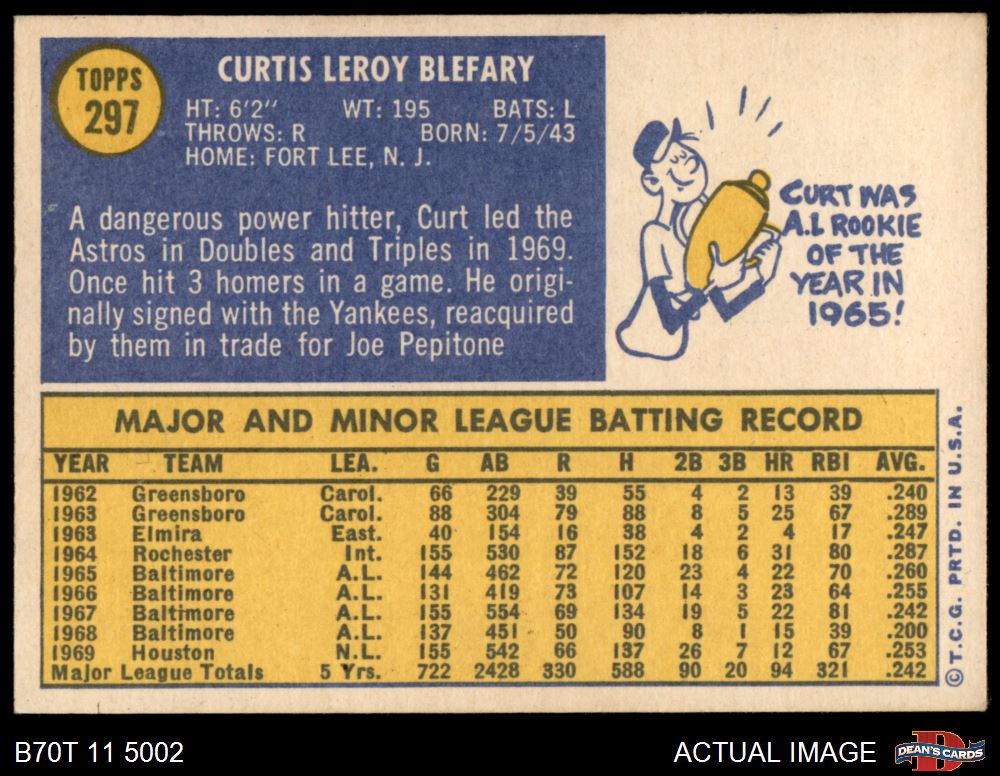 TOPPS
297
CURTIS LEROY BLEFARY
HT: 6'2" WT: 195 BATS: L
THROWS: R BORN: 7/5/43
HOME: FORT LEE, N. J.
A dangerous power hitter, Curt led the
Astros in Doubles and Triples in 1969.
Once hit 3 homers in a game. He origi-
nally signed with the Yankees, reacquired
by them in trade for Joe Pepitone
CURT WAS
A.L ROOKIE
OF THE
YEAR IN
1965!
MAJOR AND MINOR LEAGUE BATTING RECORD
YEAR TEAM LEA. G AB R H 2B 3B HR RBI AVG.
1962 Greensboro Carol. 66 229 39 55 4 2 13 39 .240
1963 Greensboro Carol. 88 304 79 88 8 5 25 67 .289
1963 Elmira East. 40 154 16 38 4 2 4 17 .247
1964 Rochester Int. 155 530 87 152 18 6 31 80 .287
1965 Baltimore A.L. 144 462 72 120 23 4 22 70 .260
1966 Baltimore A.L. 131 419 73 107 14 3 23 64 .255
1967 Baltimore A.L. 155 554 69 134 19 5 22 81 .242
1968 Baltimore A.L. 137 451 50 90 8 1 15 39 .200
1969 Houston N.L. 155 542 66 137 26 7 12 67 .253
Major League Totals 5 Yrs. 722 2428 330 588 90 20 94 321 .242
© T.C.G. PRTD. IN U.S.A.
B70T 11 5002
ACTUAL IMAGE
DEAN'S CARDS